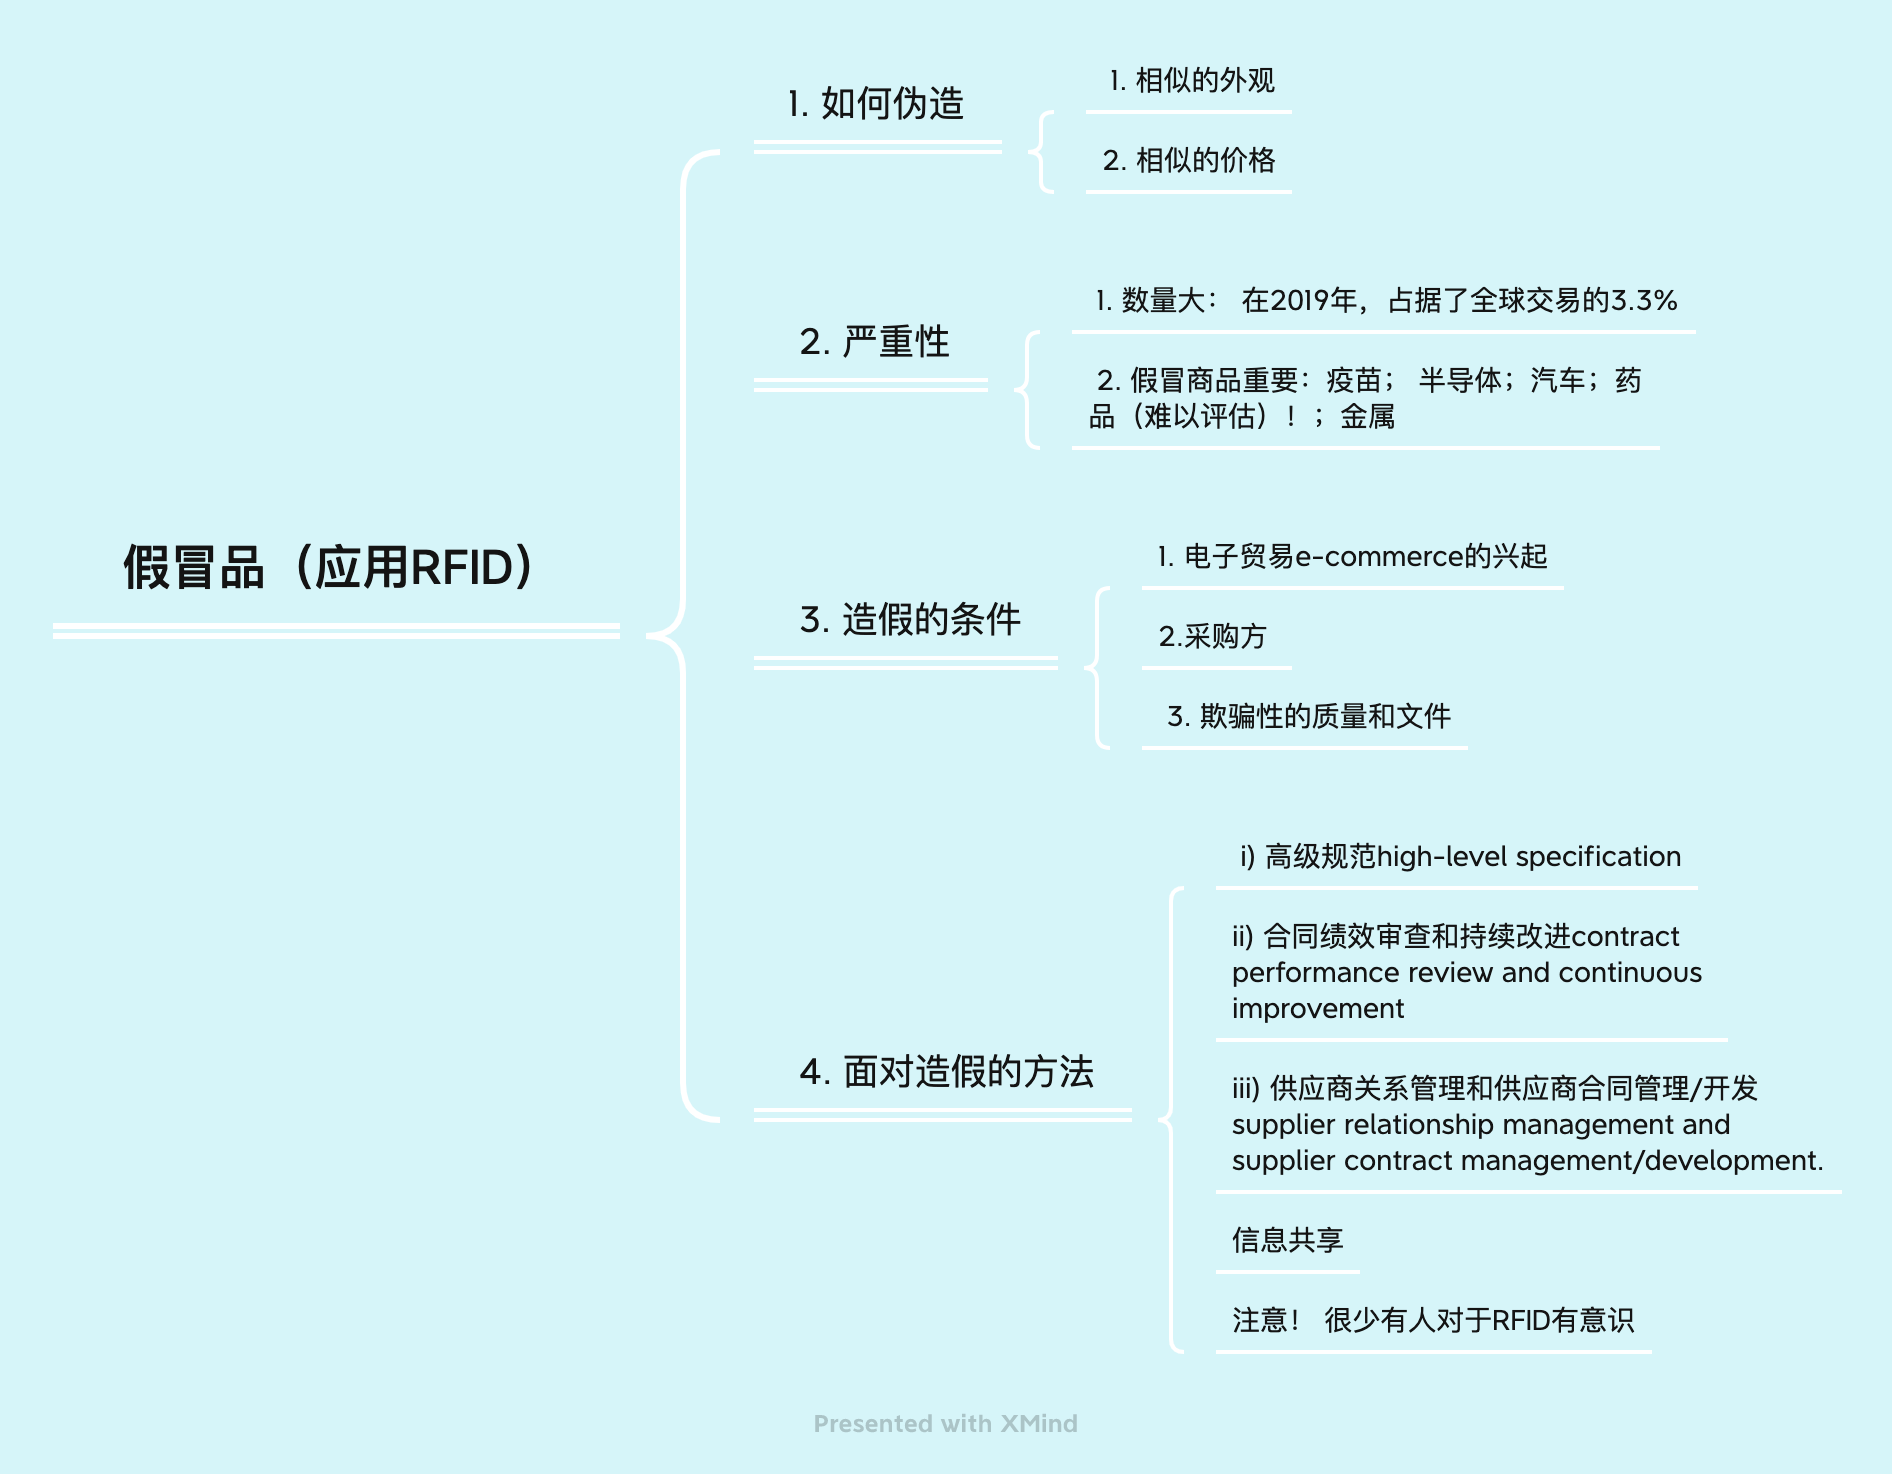 1. 如何伪造
1. 相似的外观
2. 相似的价格
2. 严重性
1. 数量大： 在2019年，占据了全球交易的3.3%
2. 假冒商品重要：疫苗； 半导体；汽车；药
品（难以评估）！；金属
假冒品（应用RFID）
3. 造假的条件
1. 电子贸易e-commerce的兴起
2.采购方
3. 欺骗性的质量和文件
4. 面对造假的方法
i) 高级规范high-level specification
ii) 合同绩效审查和持续改进contract
performance review and continuous
improvement
iii) 供应商关系管理和供应商合同管理/开发
supplier relationship management and
supplier contract management/development.
信息共享
注意！ 很少有人对于RFID有意识
Presented with XMind